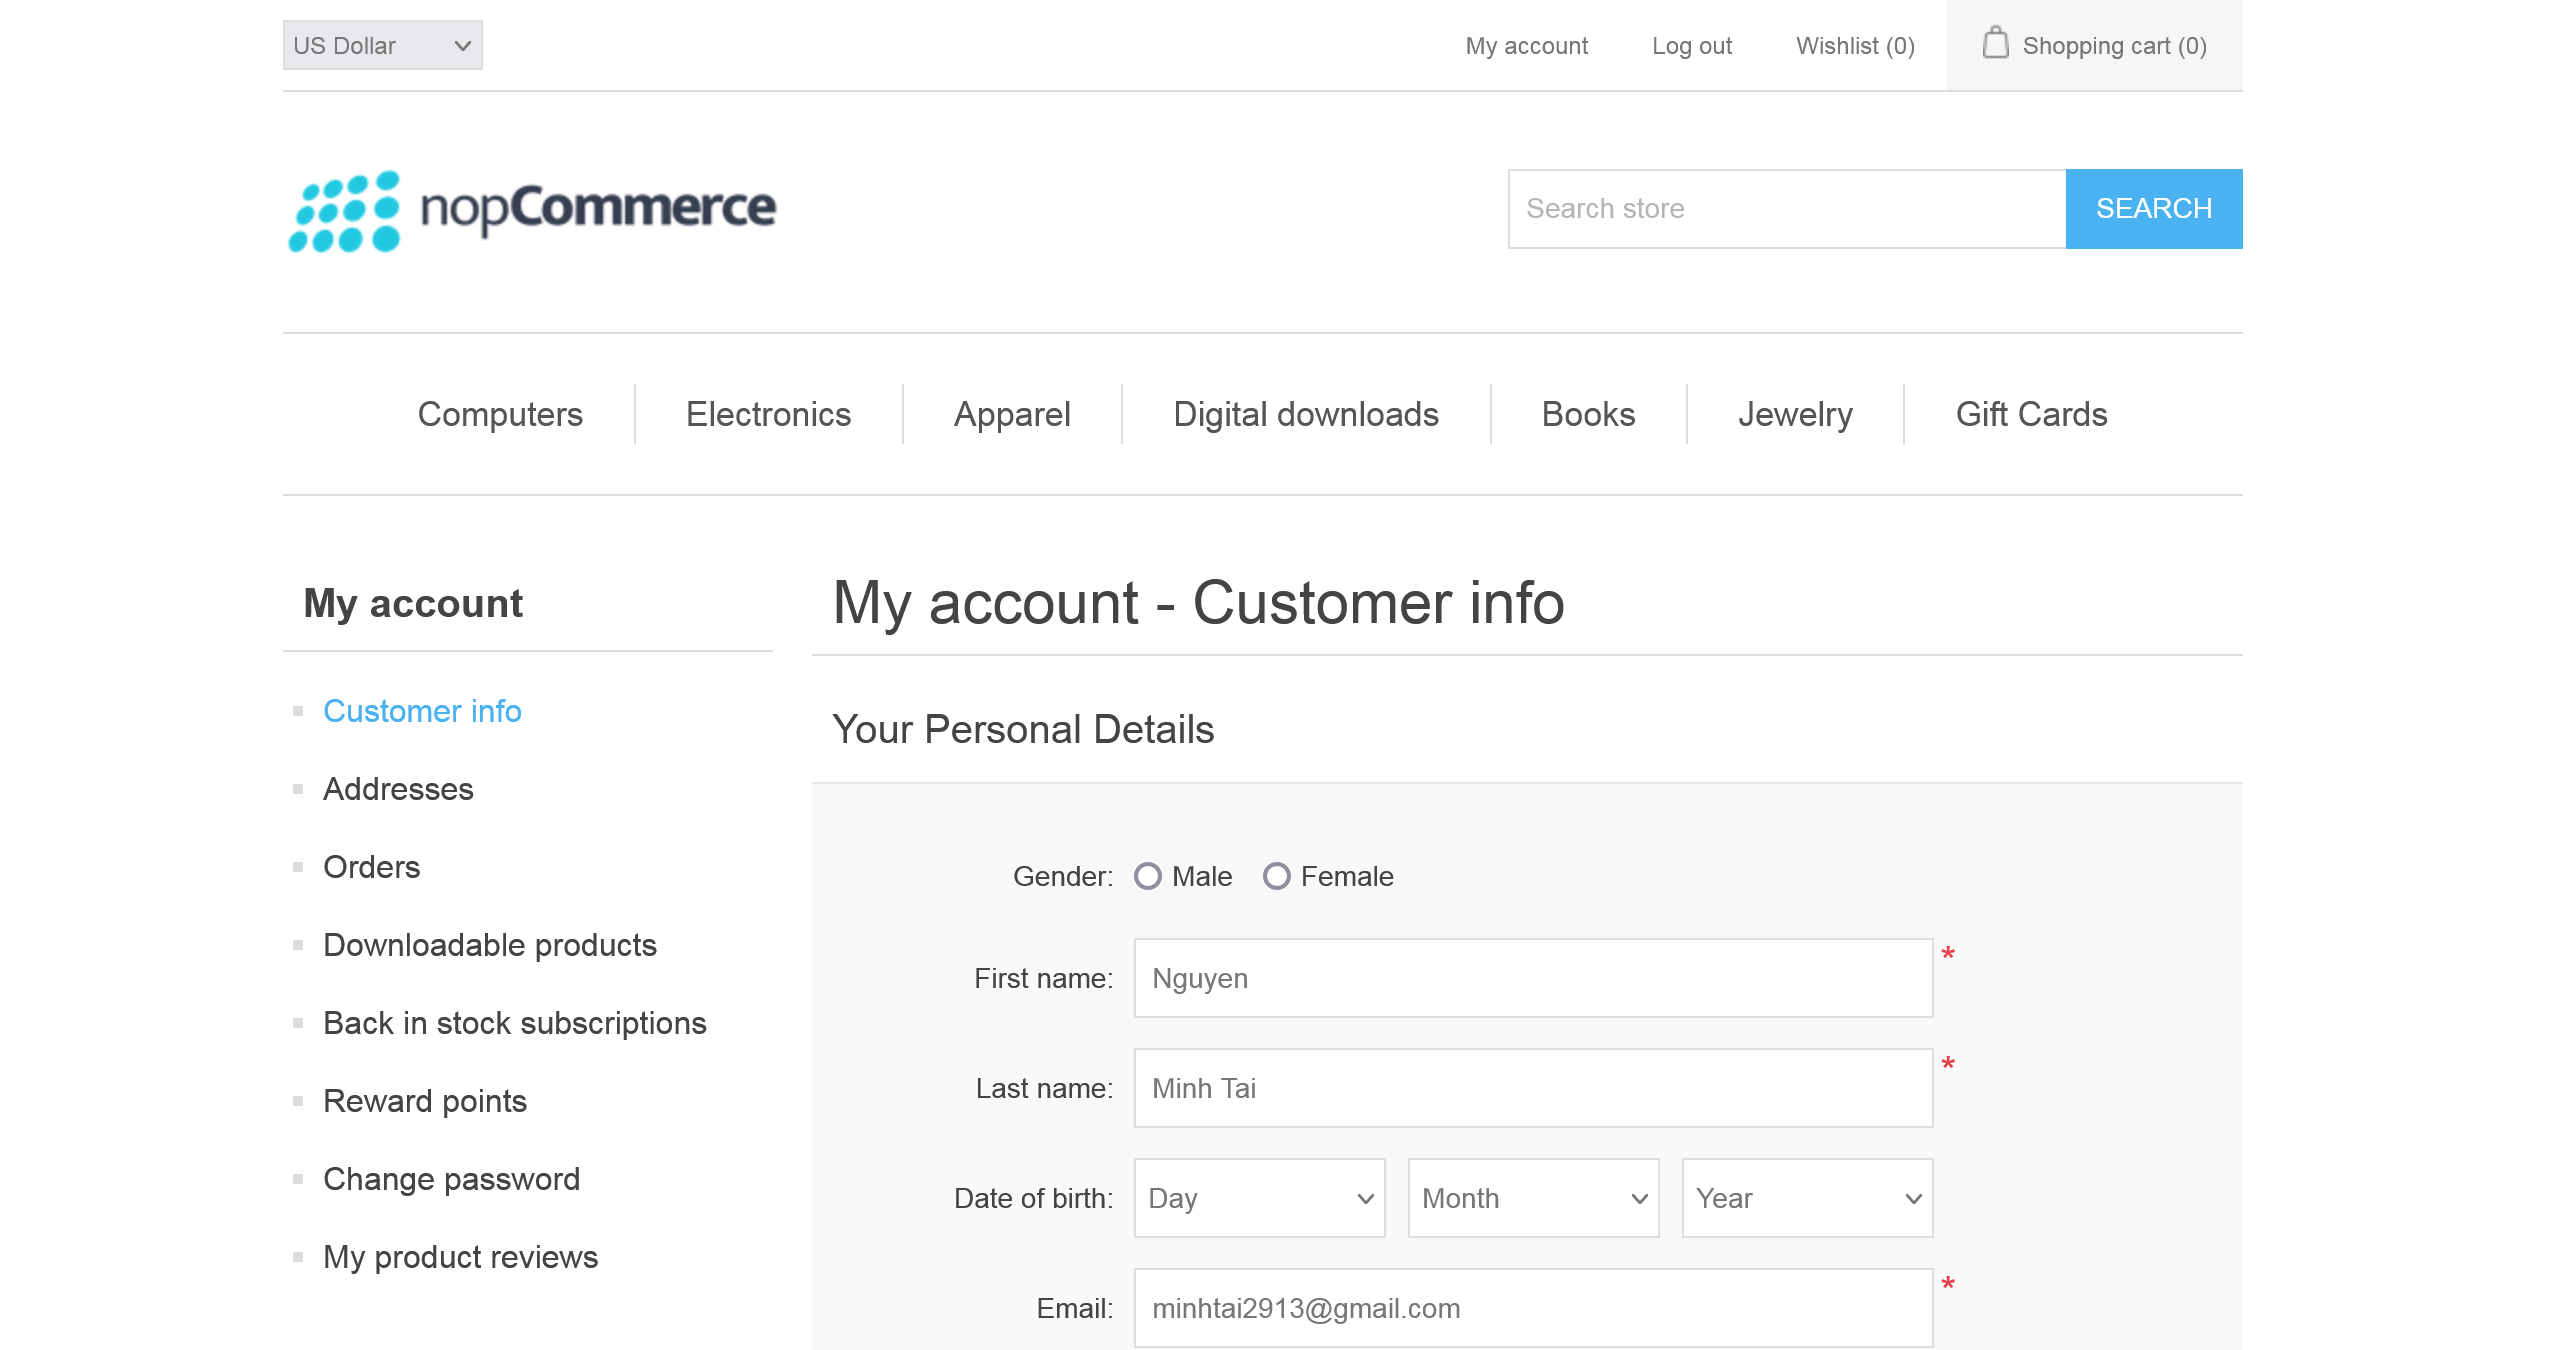 US Dollar
My account
Log out
Wishlist (0)
Shopping cart (0)
nopCommerce
Search store
SEARCH
Computers
Electronics
Apparel
Digital downloads
Books
Jewelry
Gift Cards
My account
Customer info
Addresses
Orders
Downloadable products
Back in stock subscriptions
Reward points
Change password
My product reviews
My account - Customer info
Your Personal Details
Gender: Male Female
First name: Nguyen *
Last name: Minh Tai *
Date of birth: Day Month Year
Email: minhtai2913@gmail.com *